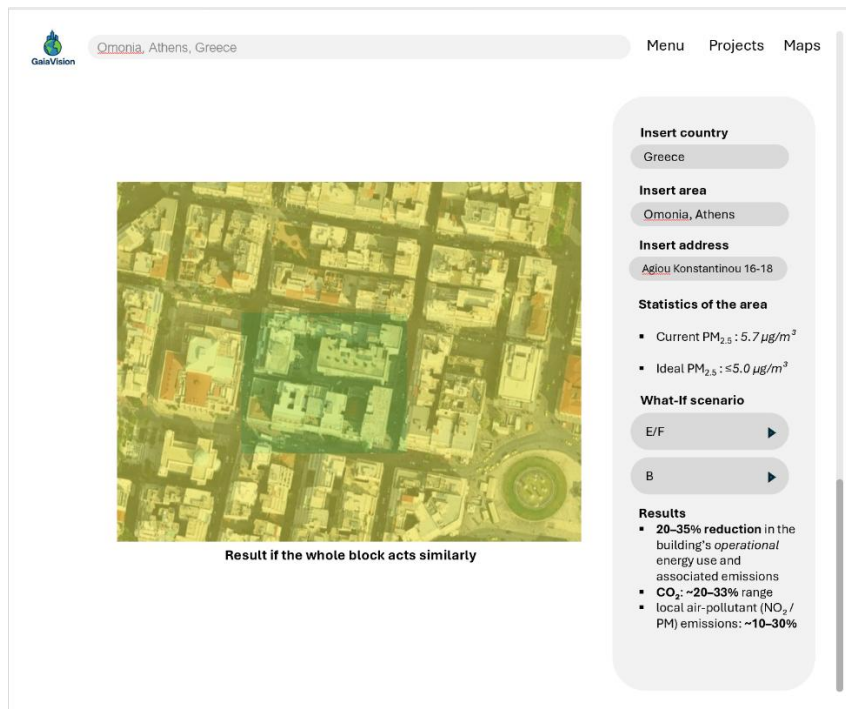 GaiaVision
Omonia, Athens, Greece
Menu
Projects
Maps
Insert country
Greece
Insert area
Omonia, Athens
Insert address
Agiou Konstantinou 16-18
Statistics of the area
▪ Current PM₂.₅ : 5.7 μg/m³
▪ Ideal PM₂.₅ : ≤5.0 μg/m³
What-If scenario
E/F
B
Results
▪ 20–35% reduction in the
building's operational
energy use and
associated emissions
▪ CO₂: ~20–33% range
▪ local air-pollutant (NO₂ /
PM) emissions: ~10–30%
Result if the whole block acts similarly